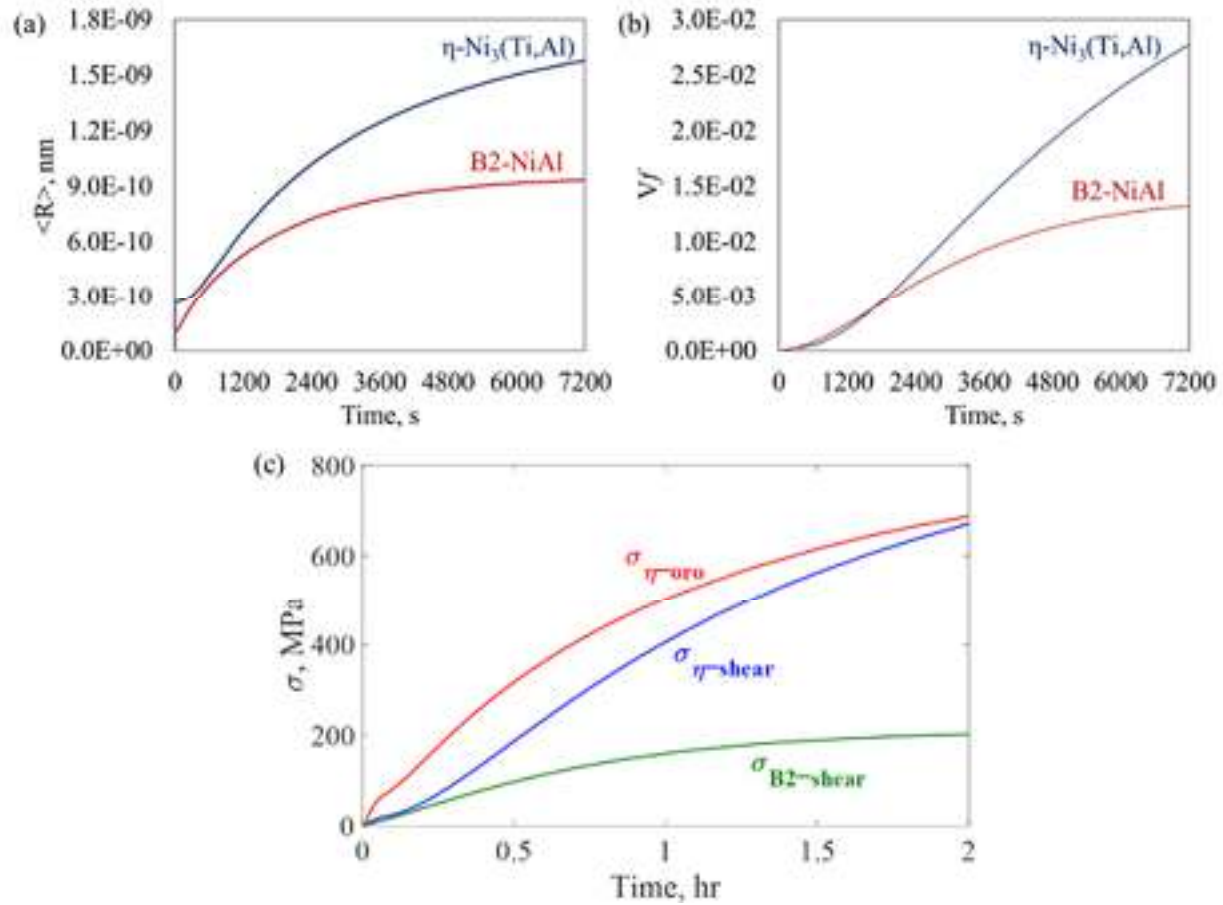 (a)
1.8E-09
1.5E-09
1.2E-09
9.0E-10
6.0E-10
3.0E-10
0.0E+00
<R>, nm
η-Ni₃(Ti,Al)
B2-NiAl
0 1200 2400 3600 4800 6000 7200
Time, s
(b)
3.0E-02
2.5E-02
2.0E-02
1.5E-02
1.0E-02
5.0E-03
0.0E+00
Vf
η-Ni₃(Ti,Al)
B2-NiAl
0 1200 2400 3600 4800 6000 7200
Time, s
(c)
800
600
400
200
0
σ, MPa
σ η-oro
σ η-shear
σ B2-shear
0 0.5 1 1.5 2
Time, hr